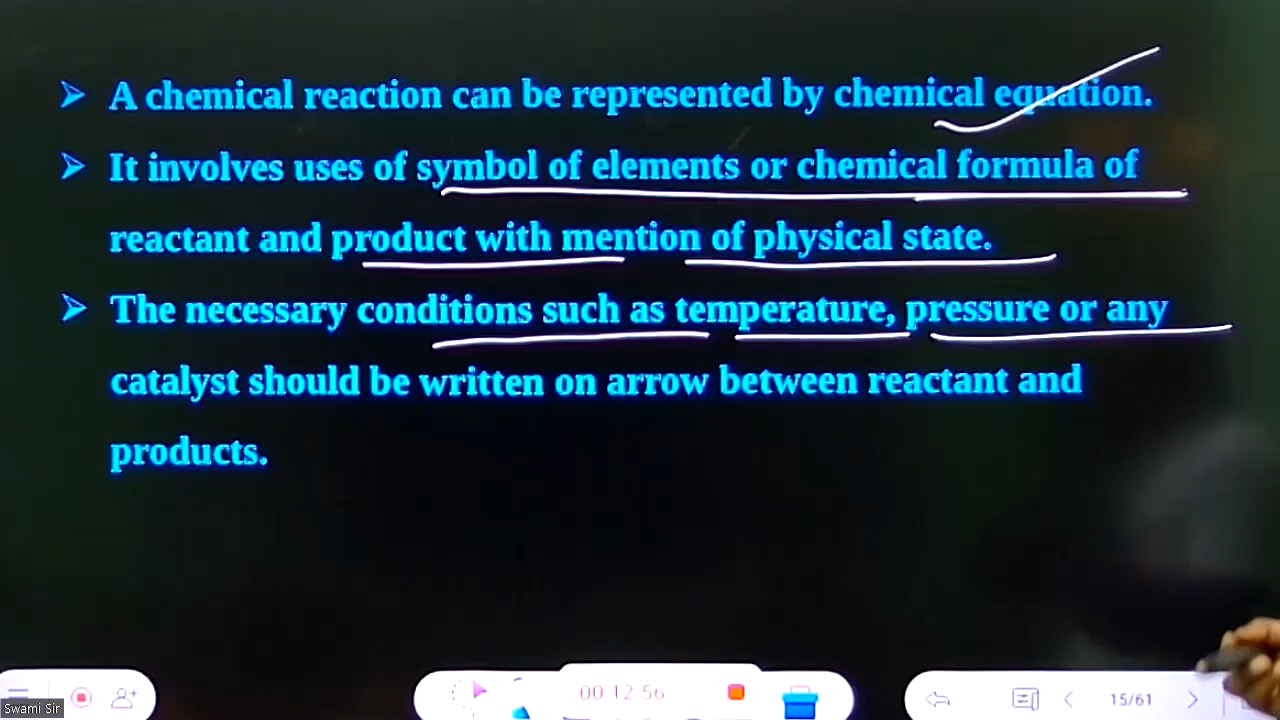 ➤ A chemical reaction can be represented by chemical equation.
➤ It involves uses of symbol of elements or chemical formula of
reactant and product with mention of physical state.
➤ The necessary conditions such as temperature, pressure or any
catalyst should be written on arrow between reactant and
products.
00:12:56
15/61
Swami Sir